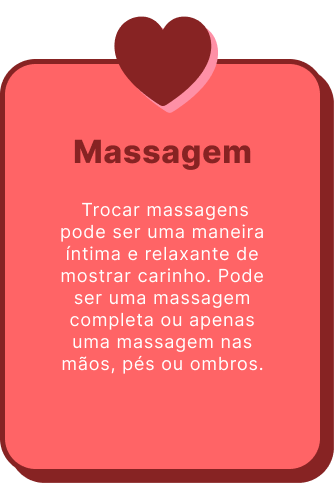 Massagem
Trocar massagens
pode ser uma maneira
íntima e relaxante de
mostrar carinho. Pode
ser uma massagem
completa ou apenas
uma massagem nas
mãos, pés ou ombros.